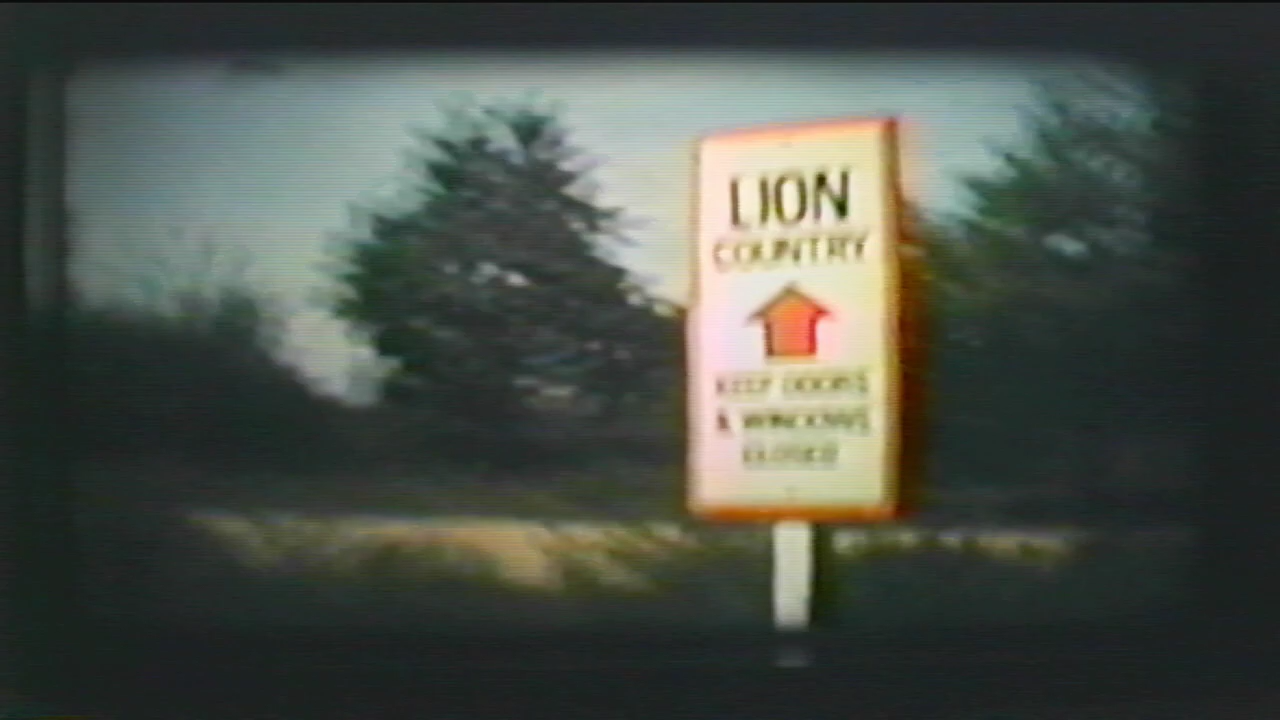 LION
COUNTRY
KEEP DOORS
& WINDOWS
CLOSED